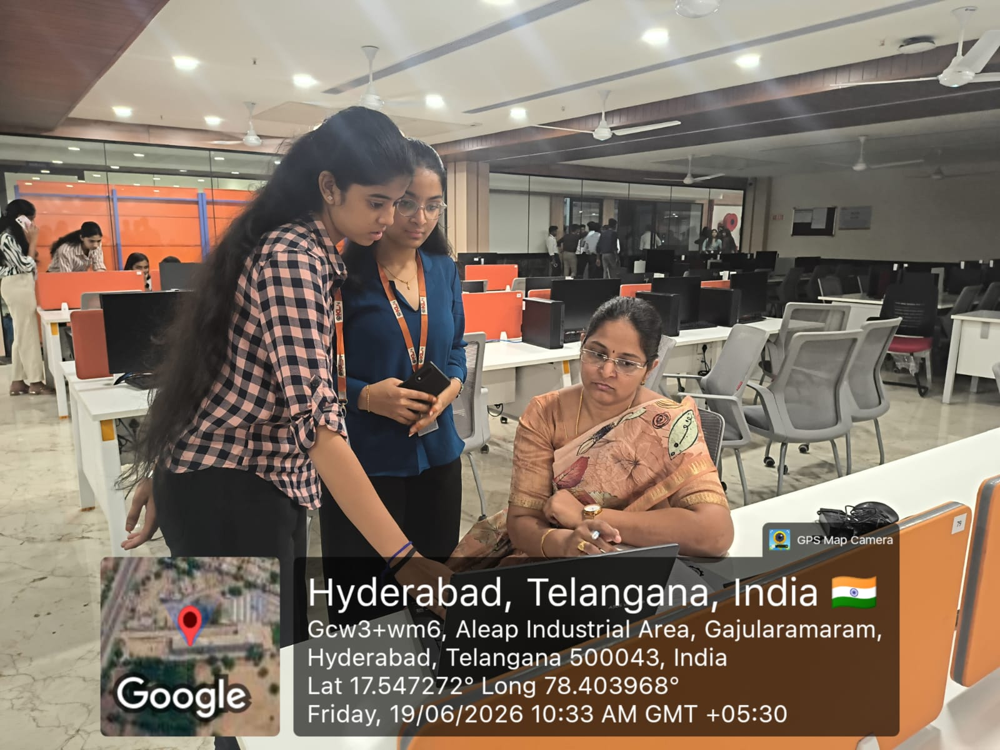 79
GPS Map Camera
Hyderabad, Telangana, India
Gcw3+wm6, Aleap Industrial Area, Gajularamaram,
Hyderabad, Telangana 500043, India
Lat 17.547272° Long 78.403968°
Friday, 19/06/2026 10:33 AM GMT +05:30
Google